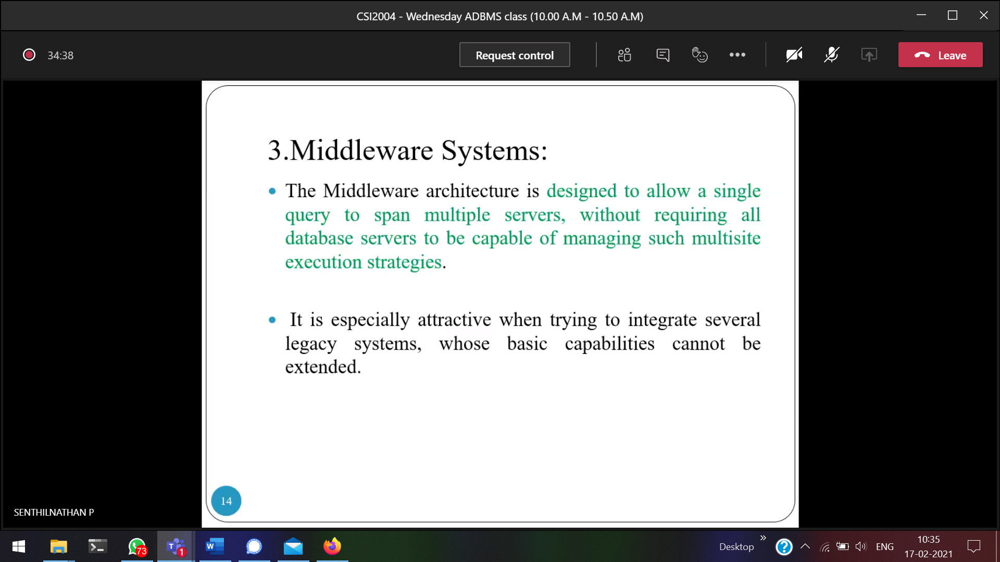 CSI2004 - Wednesday ADBMS class (10.00 A.M - 10.50 A.M)
34:38
Request control
Leave
3.Middleware Systems:
• The Middleware architecture is designed to allow a single
query to span multiple servers, without requiring all
database servers to be capable of managing such multisite
execution strategies.
• It is especially attractive when trying to integrate several
legacy systems, whose basic capabilities cannot be
extended.
14
SENTHILNATHAN P
73
T
1
W
Desktop
ENG
10:35
17-02-2021